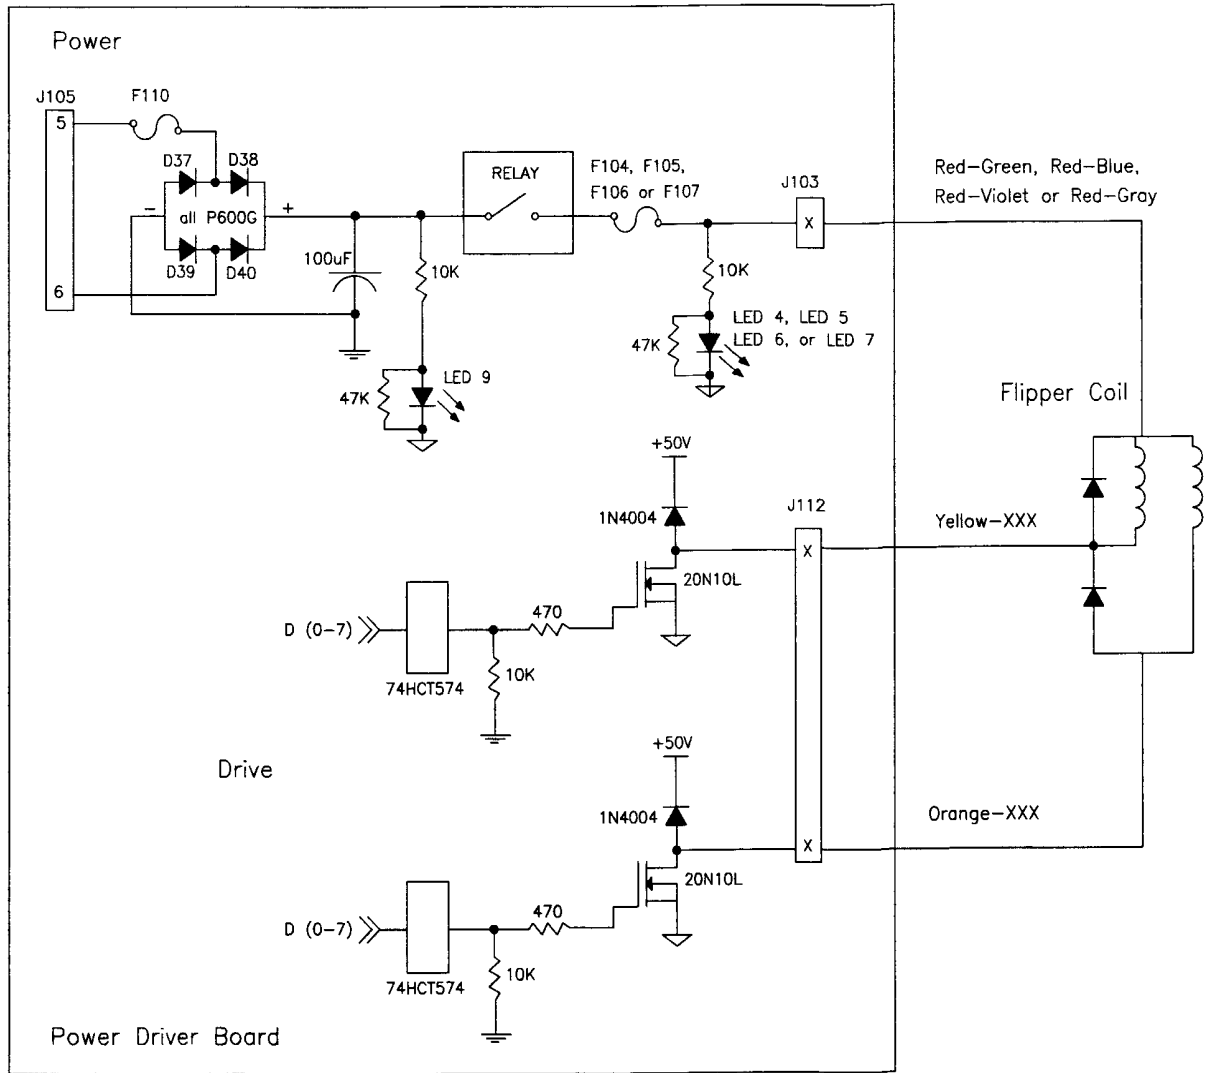 Power
J105
F110
5
D37
D38
F104, F105,
F106 or F107
RELAY
J103
Red-Green, Red-Blue,
Red-Violet or Red-Gray
-
all P600G
+
X
D39
D40
100uF
10K
10K
6
LED 4, LED 5
LED 6, or LED 7
47K
LED 9
47K
Flipper Coil
+50V
1N4004
J112
Yellow-XXX
X
20N10L
D (0-7)
470
10K
74HCT574
+50V
Drive
1N4004
Orange-XXX
X
20N10L
D (0-7)
470
10K
74HCT574
Power Driver Board